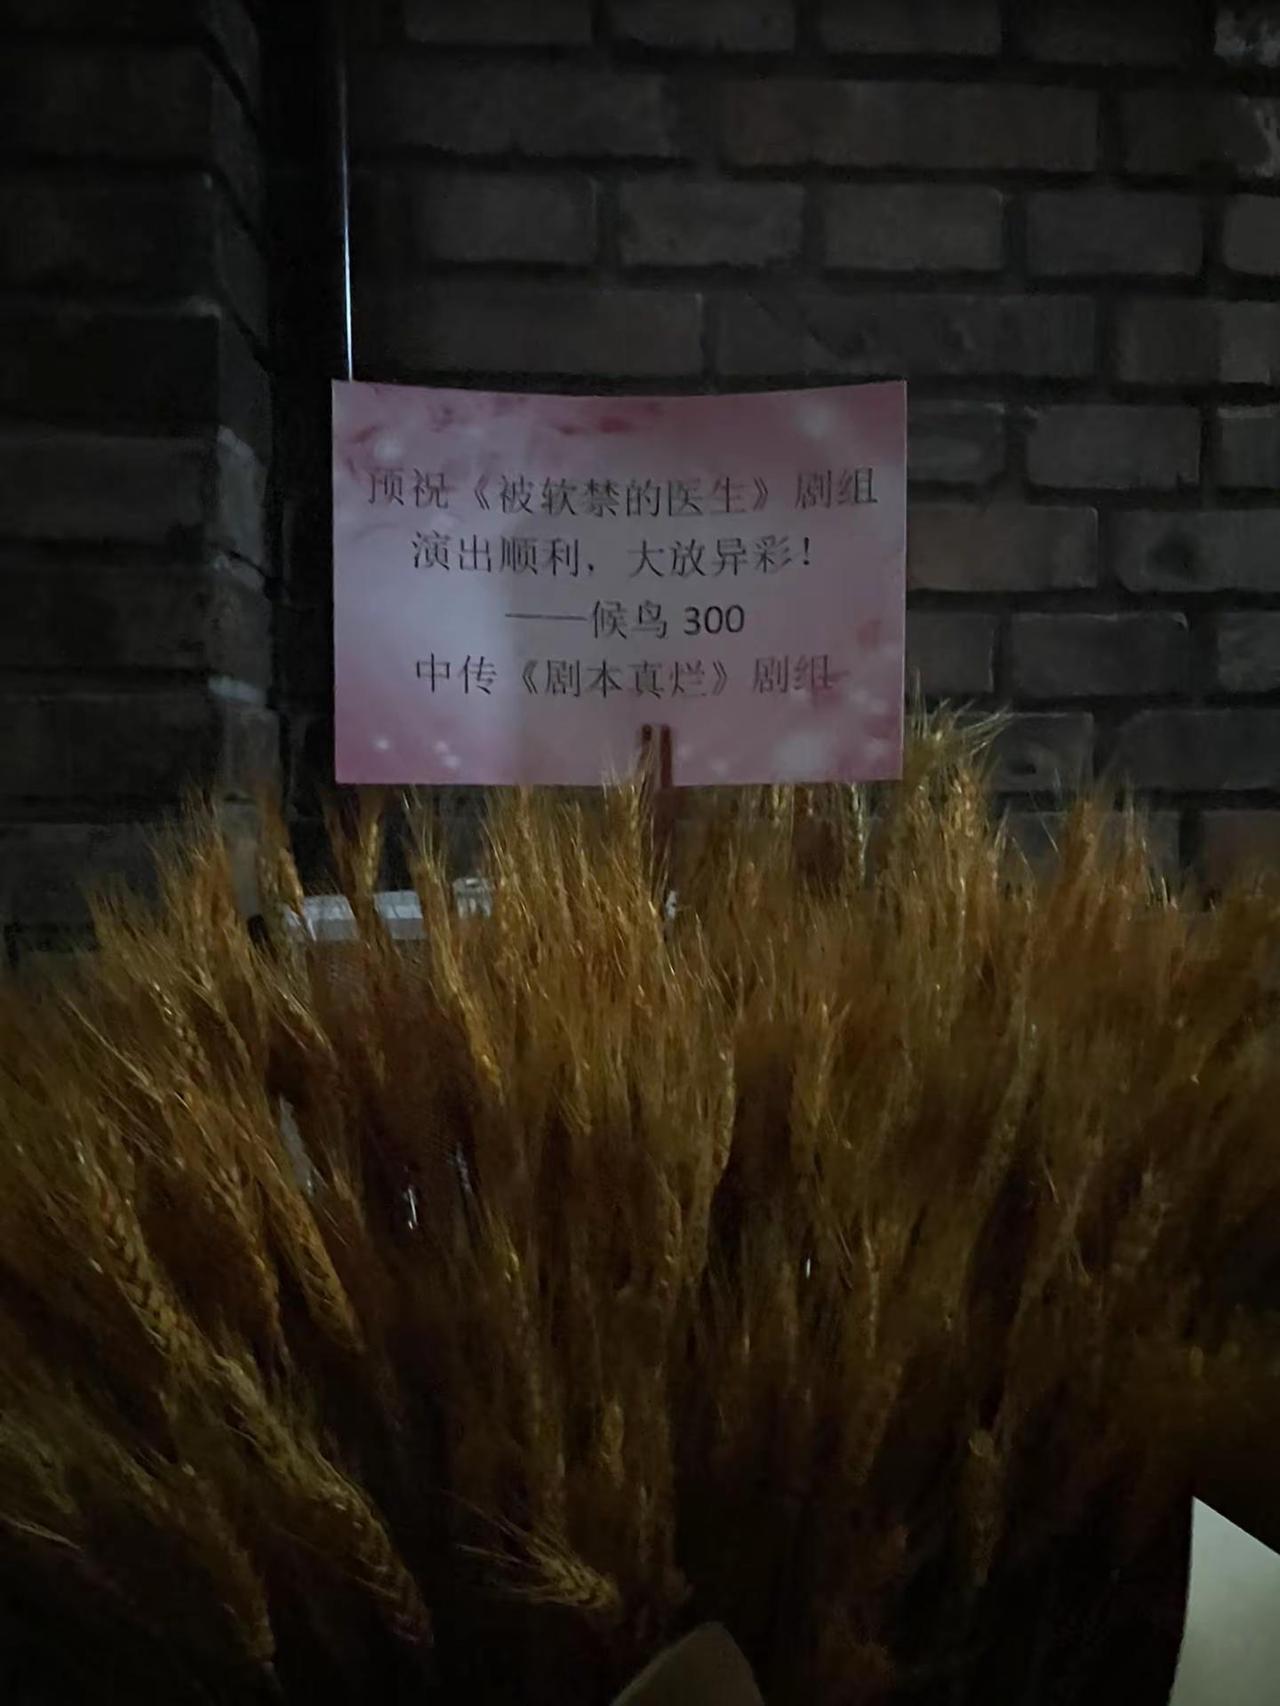 预祝《被软禁的医生》剧组
演出顺利，大放异彩！
——候鸟 300
中传《剧本真烂》剧组